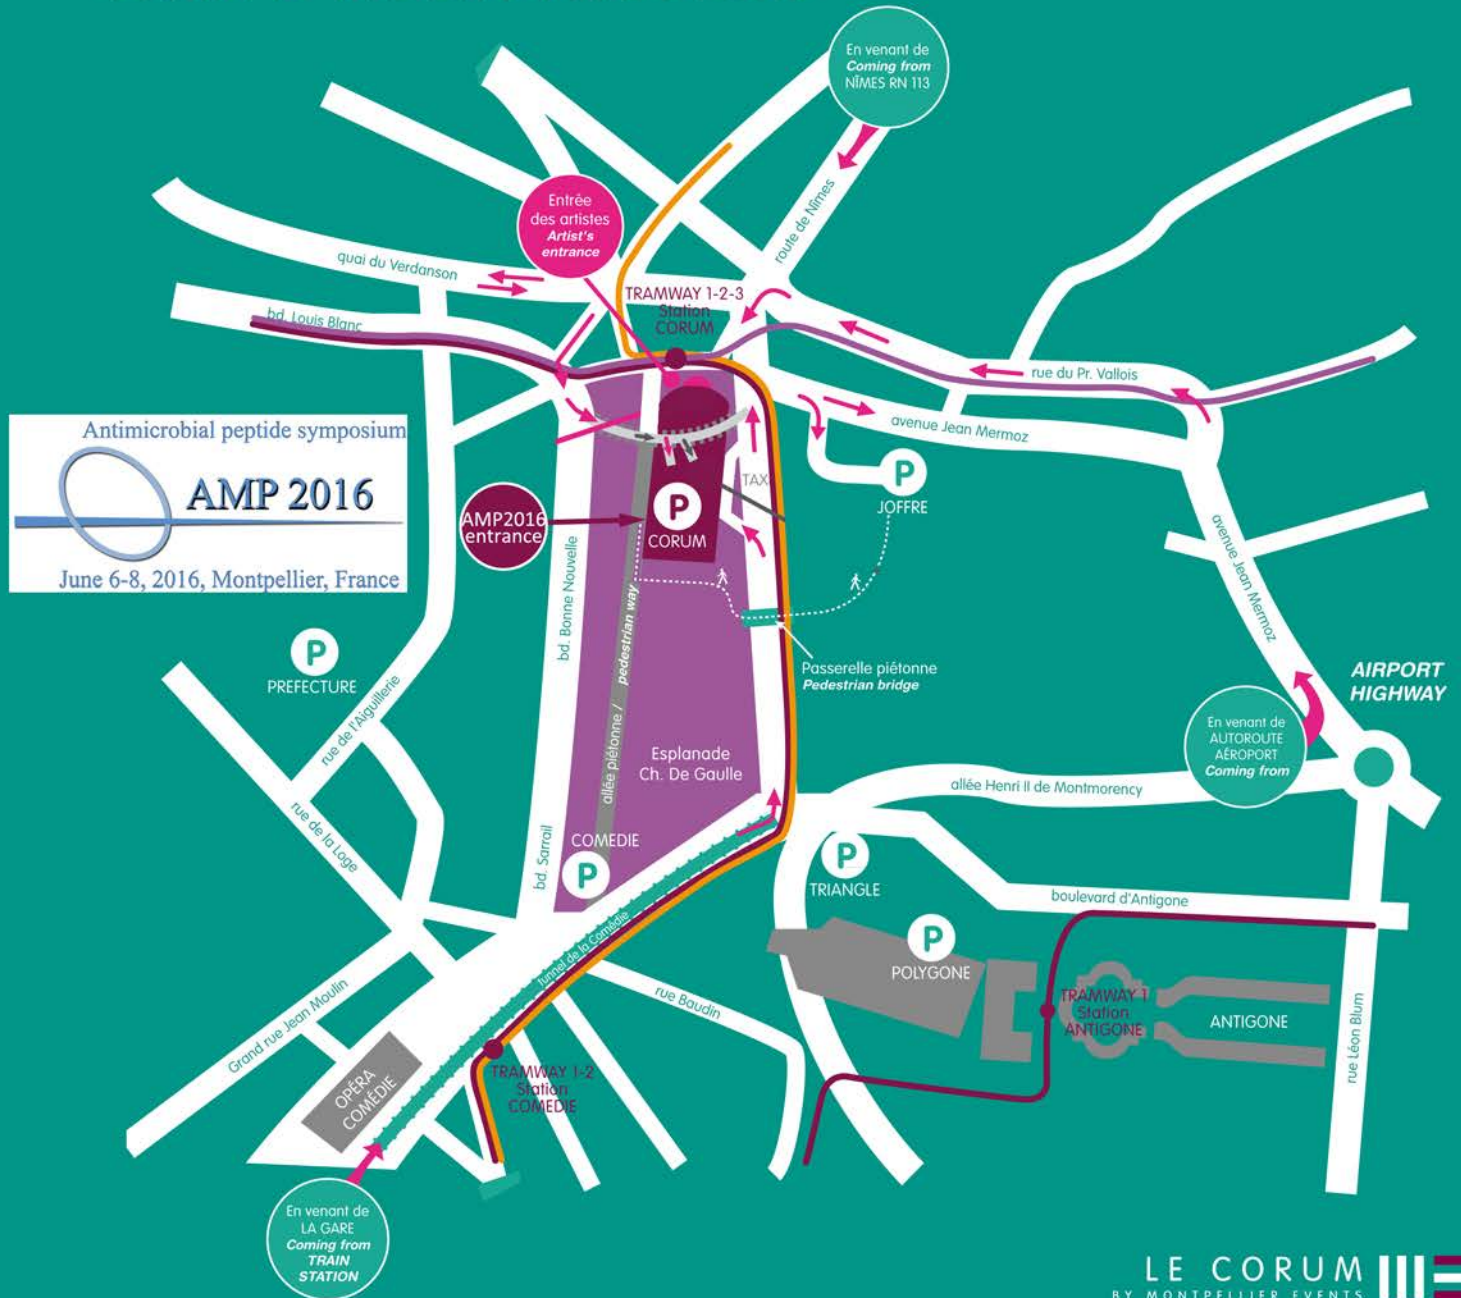 En venant de
Coming from
NÎMES RN 113
Entrée
des artistes
Artist's
entrance
route de Nîmes
quai du Verdanson
TRAMWAY 1-2-3
Station
CORUM
bd. Louis Blanc
rue du Pr. Vallois
avenue Jean Mermoz
Antimicrobial peptide symposium
AMP 2016
June 6-8, 2016, Montpellier, France
AMP2016
entrance
P
CORUM
TAXI
P
JOFFRE
avenue Jean Mermoz
bd. Bonne Nouvelle
allée piétonne / pedestrian way
P
PREFECTURE
Passerelle piétonne
Pedestrian bridge
AIRPORT
HIGHWAY
En venant de
AUTOROUTE
AÉROPORT
Coming from
rue de l'Aiguillerie
Esplanade
Ch. De Gaulle
allée Henri II de Montmorency
rue de la Loge
bd. Sarrail
COMEDIE
P
P
TRIANGLE
boulevard d'Antigone
P
POLYGONE
tunnel de la Comédie
rue Baudin
TRAMWAY 1
Station
ANTIGONE
ANTIGONE
rue Léon Blum
Grand rue Jean Moulin
OPÉRA
COMÉDIE
TRAMWAY 1-2
Station
COMEDIE
En venant de
LA GARE
Coming from
TRAIN
STATION
LE CORUM
BY MONTPELLIER EVENTS